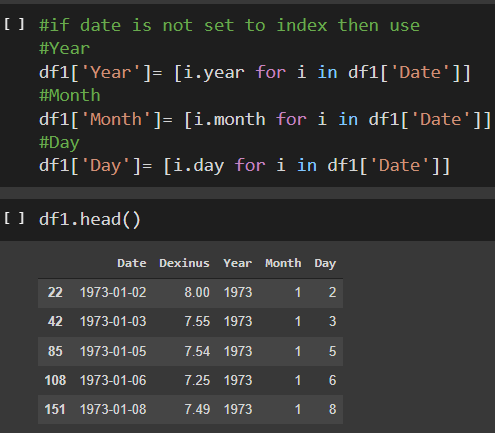 [ ] #if date is not set to index then use
#Year
df1['Year']= [i.year for i in df1['Date']]
#Month
df1['Month']= [i.month for i in df1['Date']]
#Day
df1['Day']= [i.day for i in df1['Date']]
[ ] df1.head()
Date Dexinus Year Month Day
22 1973-01-02 8.00 1973 1 2
42 1973-01-03 7.55 1973 1 3
85 1973-01-05 7.54 1973 1 5
108 1973-01-06 7.25 1973 1 6
151 1973-01-08 7.49 1973 1 8